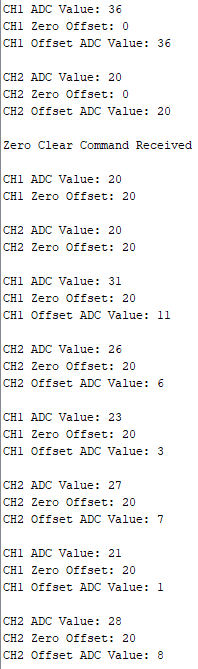 CH1 ADC Value: 36
CH1 Zero Offset: 0
CH1 Offset ADC Value: 36
CH2 ADC Value: 20
CH2 Zero Offset: 0
CH2 Offset ADC Value: 20
Zero Clear Command Received
CH1 ADC Value: 20
CH1 Zero Offset: 20
CH2 ADC Value: 20
CH2 Zero Offset: 20
CH1 ADC Value: 31
CH1 Zero Offset: 20
CH1 Offset ADC Value: 11
CH2 ADC Value: 26
CH2 Zero Offset: 20
CH2 Offset ADC Value: 6
CH1 ADC Value: 23
CH1 Zero Offset: 20
CH1 Offset ADC Value: 3
CH2 ADC Value: 27
CH2 Zero Offset: 20
CH2 Offset ADC Value: 7
CH1 ADC Value: 21
CH1 Zero Offset: 20
CH1 Offset ADC Value: 1
CH2 ADC Value: 28
CH2 Zero Offset: 20
CH2 Offset ADC Value: 8